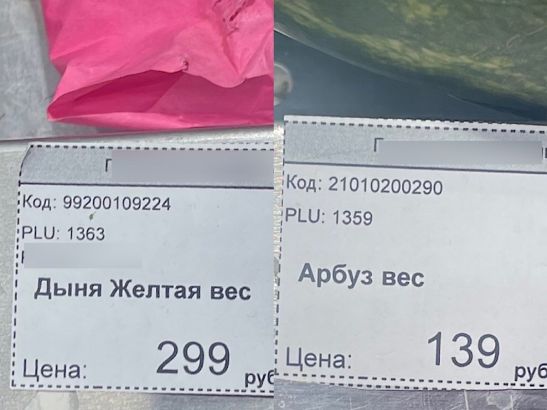 Код: 99200109224
PLU: 1363
Дыня Желтая вес
Цена: 299 руб
Код: 21010200290
PLU: 1359
Арбуз вес
Цена: 139 руб